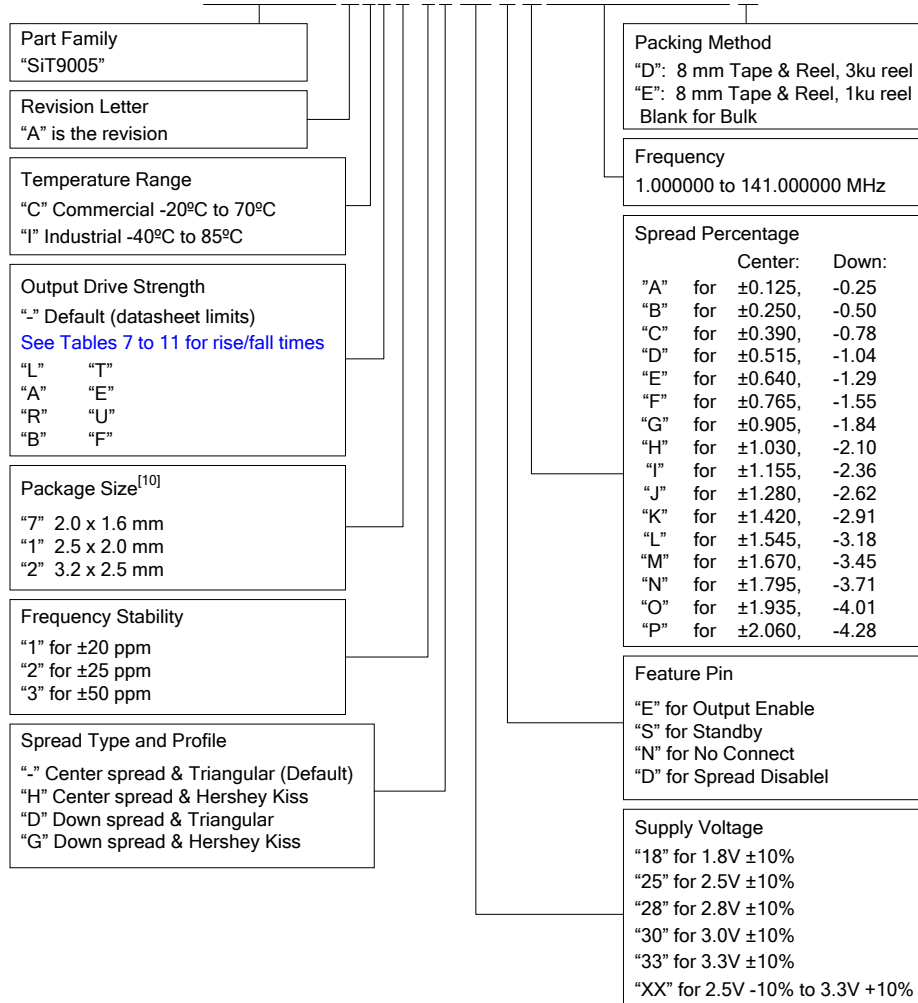 Part Family
“SiT9005”
Revision Letter
“A” is the revision
Temperature Range
“C” Commercial -20ºC to 70ºC
“I” Industrial -40ºC to 85ºC
Output Drive Strength
“-” Default (datasheet limits)
See Tables 7 to 11 for rise/fall times
“L” “T”
“A” “E”
“R” “U”
“B” “F”
Package Size[10]
“7” 2.0 x 1.6 mm
“1” 2.5 x 2.0 mm
“2” 3.2 x 2.5 mm
Frequency Stability
“1” for ±20 ppm
“2” for ±25 ppm
“3” for ±50 ppm
Spread Type and Profile
“-” Center spread & Triangular (Default)
“H” Center spread & Hershey Kiss
“D” Down spread & Triangular
“G” Down spread & Hershey Kiss
Packing Method
“D”: 8 mm Tape & Reel, 3ku reel
“E”: 8 mm Tape & Reel, 1ku reel
Blank for Bulk
Frequency
1.000000 to 141.000000 MHz
Spread Percentage
Center: Down:
”A” for ±0.125, -0.25
“B” for ±0.250, -0.50
“C” for ±0.390, -0.78
“D” for ±0.515, -1.04
“E” for ±0.640, -1.29
“F” for ±0.765, -1.55
“G” for ±0.905, -1.84
“H” for ±1.030, -2.10
“I” for ±1.155, -2.36
“J” for ±1.280, -2.62
“K” for ±1.420, -2.91
“L” for ±1.545, -3.18
“M” for ±1.670, -3.45
“N” for ±1.795, -3.71
“O” for ±1.935, -4.01
“P” for ±2.060, -4.28
Feature Pin
“E” for Output Enable
“S” for Standby
“N” for No Connect
“D” for Spread Disablel
Supply Voltage
“18” for 1.8V ±10%
“25” for 2.5V ±10%
“28” for 2.8V ±10%
“30” for 3.0V ±10%
“33” for 3.3V ±10%
“XX” for 2.5V -10% to 3.3V +10%